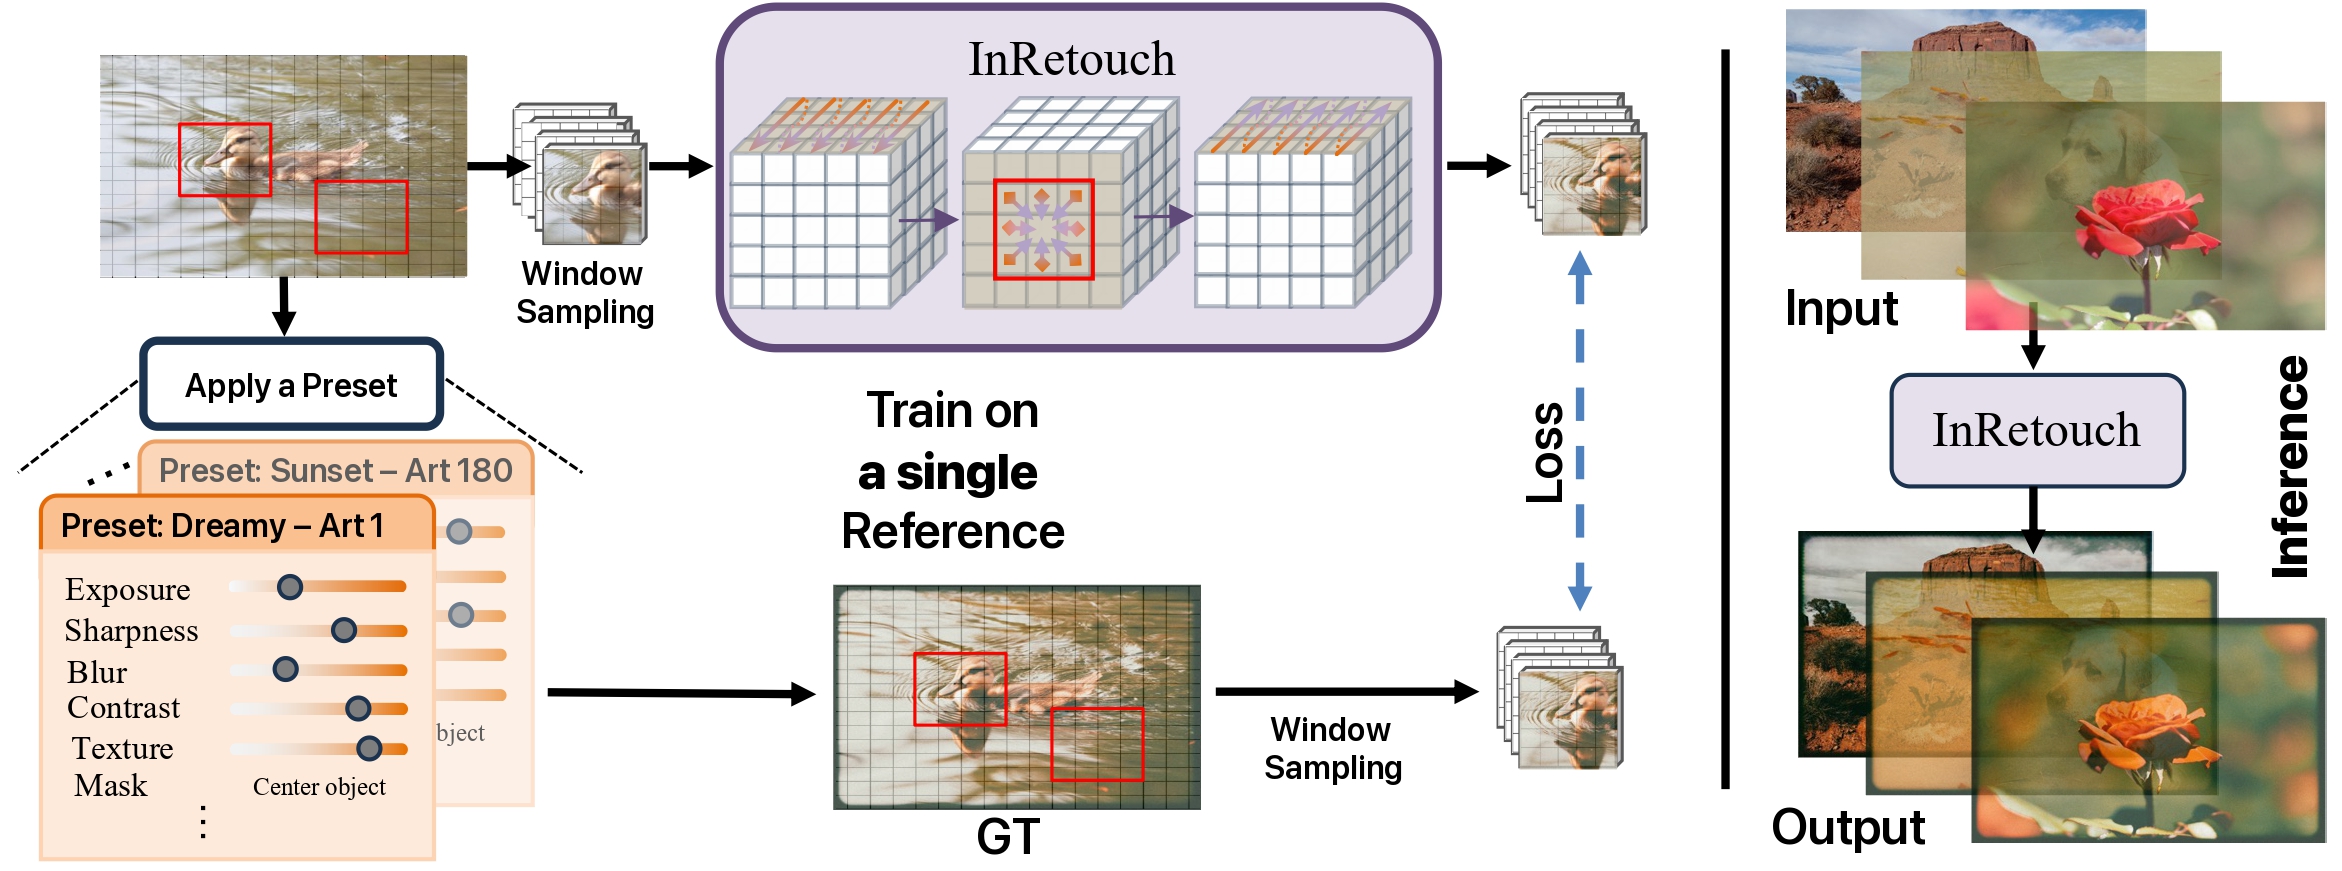 InRetouch
Window
Sampling
Apply a Preset
Preset: Sunset – Art 180
bject
Preset: Dreamy – Art 1
Exposure
Sharpness
Blur
Contrast
Texture
Mask
Center object
⋮
Train on
a single
Reference
GT
Window
Sampling
Loss
Input
InRetouch
Inference
Output